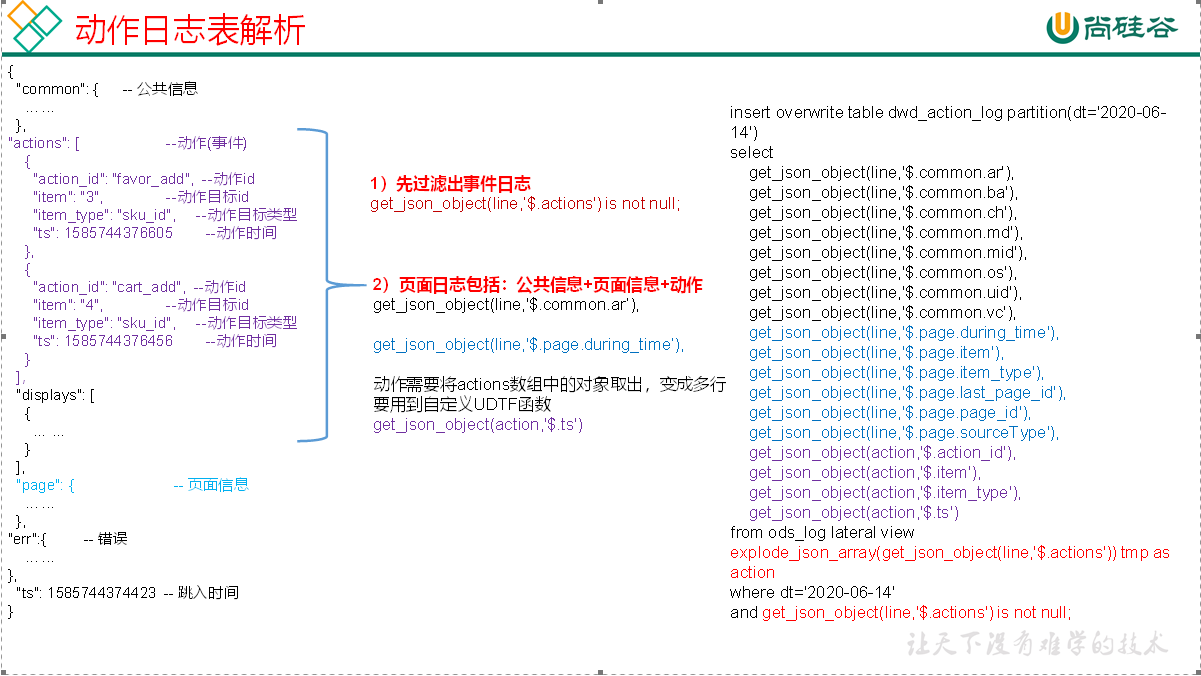 动作日志表解析
尚硅谷
{
"common": { -- 公共信息
... ...
},
"actions": [ --动作(事件)
{
"action_id": "favor_add", --动作id
"item": "3", --动作目标id
"item_type": "sku_id", --动作目标类型
"ts": 1585744376605 --动作时间
},
{
"action_id": "cart_add", --动作id
"item": "4", --动作目标id
"item_type": "sku_id", --动作目标类型
"ts": 1585744376456 --动作时间
}
],
"displays": [
{
... ...
}
],
"page": { -- 页面信息
... ...
},
"err":{ -- 错误
... ...
},
"ts": 1585744374423 -- 跳入时间
}
1）先过滤出事件日志
get_json_object(line,'$.actions') is not null;
2）页面日志包括：公共信息+页面信息+动作
get_json_object(line,'$.common.ar'),
get_json_object(line,'$.page.during_time'),
动作需要将actions数组中的对象取出，变成多行
要用到自定义UDTF函数
get_json_object(action,'$.ts')
insert overwrite table dwd_action_log partition(dt='2020-06-
14')
select
get_json_object(line,'$.common.ar'),
get_json_object(line,'$.common.ba'),
get_json_object(line,'$.common.ch'),
get_json_object(line,'$.common.md'),
get_json_object(line,'$.common.mid'),
get_json_object(line,'$.common.os'),
get_json_object(line,'$.common.uid'),
get_json_object(line,'$.common.vc'),
get_json_object(line,'$.page.during_time'),
get_json_object(line,'$.page.item'),
get_json_object(line,'$.page.item_type'),
get_json_object(line,'$.page.last_page_id'),
get_json_object(line,'$.page.page_id'),
get_json_object(line,'$.page.sourceType'),
get_json_object(action,'$.action_id'),
get_json_object(action,'$.item'),
get_json_object(action,'$.item_type'),
get_json_object(action,'$.ts')
from ods_log lateral view
explode_json_array(get_json_object(line,'$.actions')) tmp as
action
where dt='2020-06-14'
and get_json_object(line,'$.actions') is not null;
让天下没有难学的技术